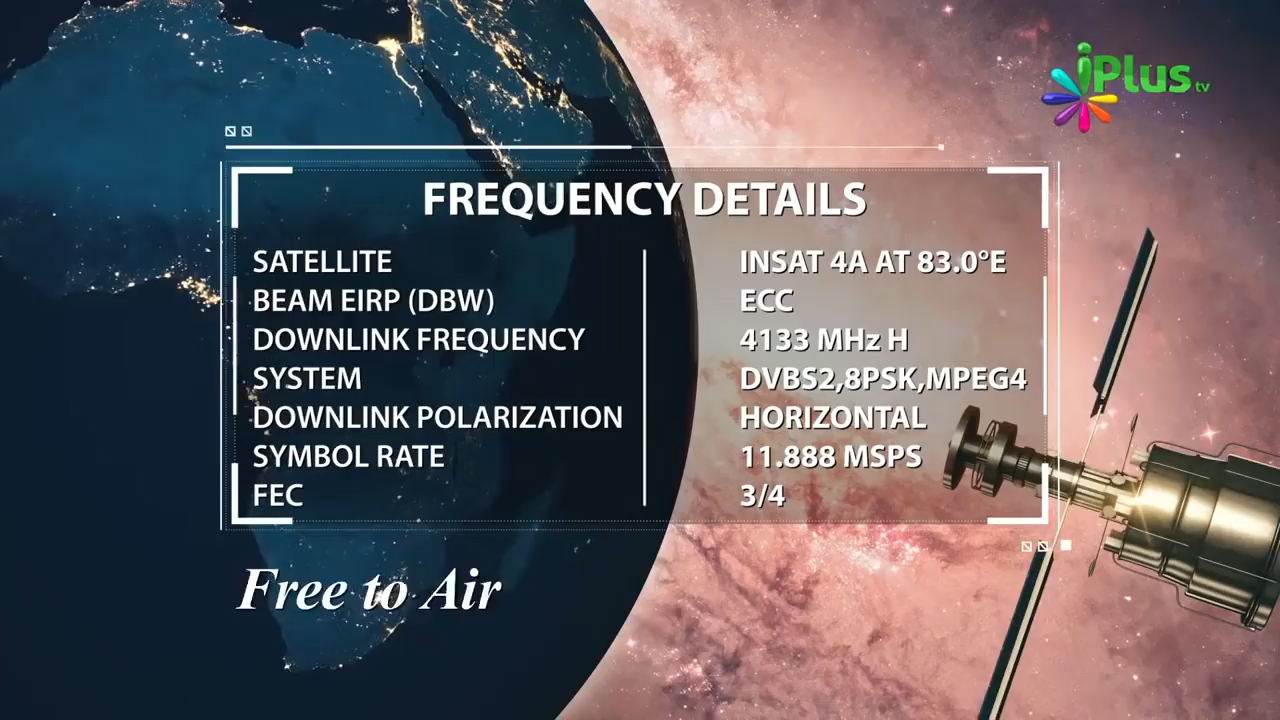 iPlus tv
FREQUENCY DETAILS
SATELLITE INSAT 4A AT 83.0°E
BEAM EIRP (DBW) ECC
DOWNLINK FREQUENCY 4133 MHz H
SYSTEM DVBS2,8PSK,MPEG4
DOWNLINK POLARIZATION HORIZONTAL
SYMBOL RATE 11.888 MSPS
FEC 3/4
Free to Air